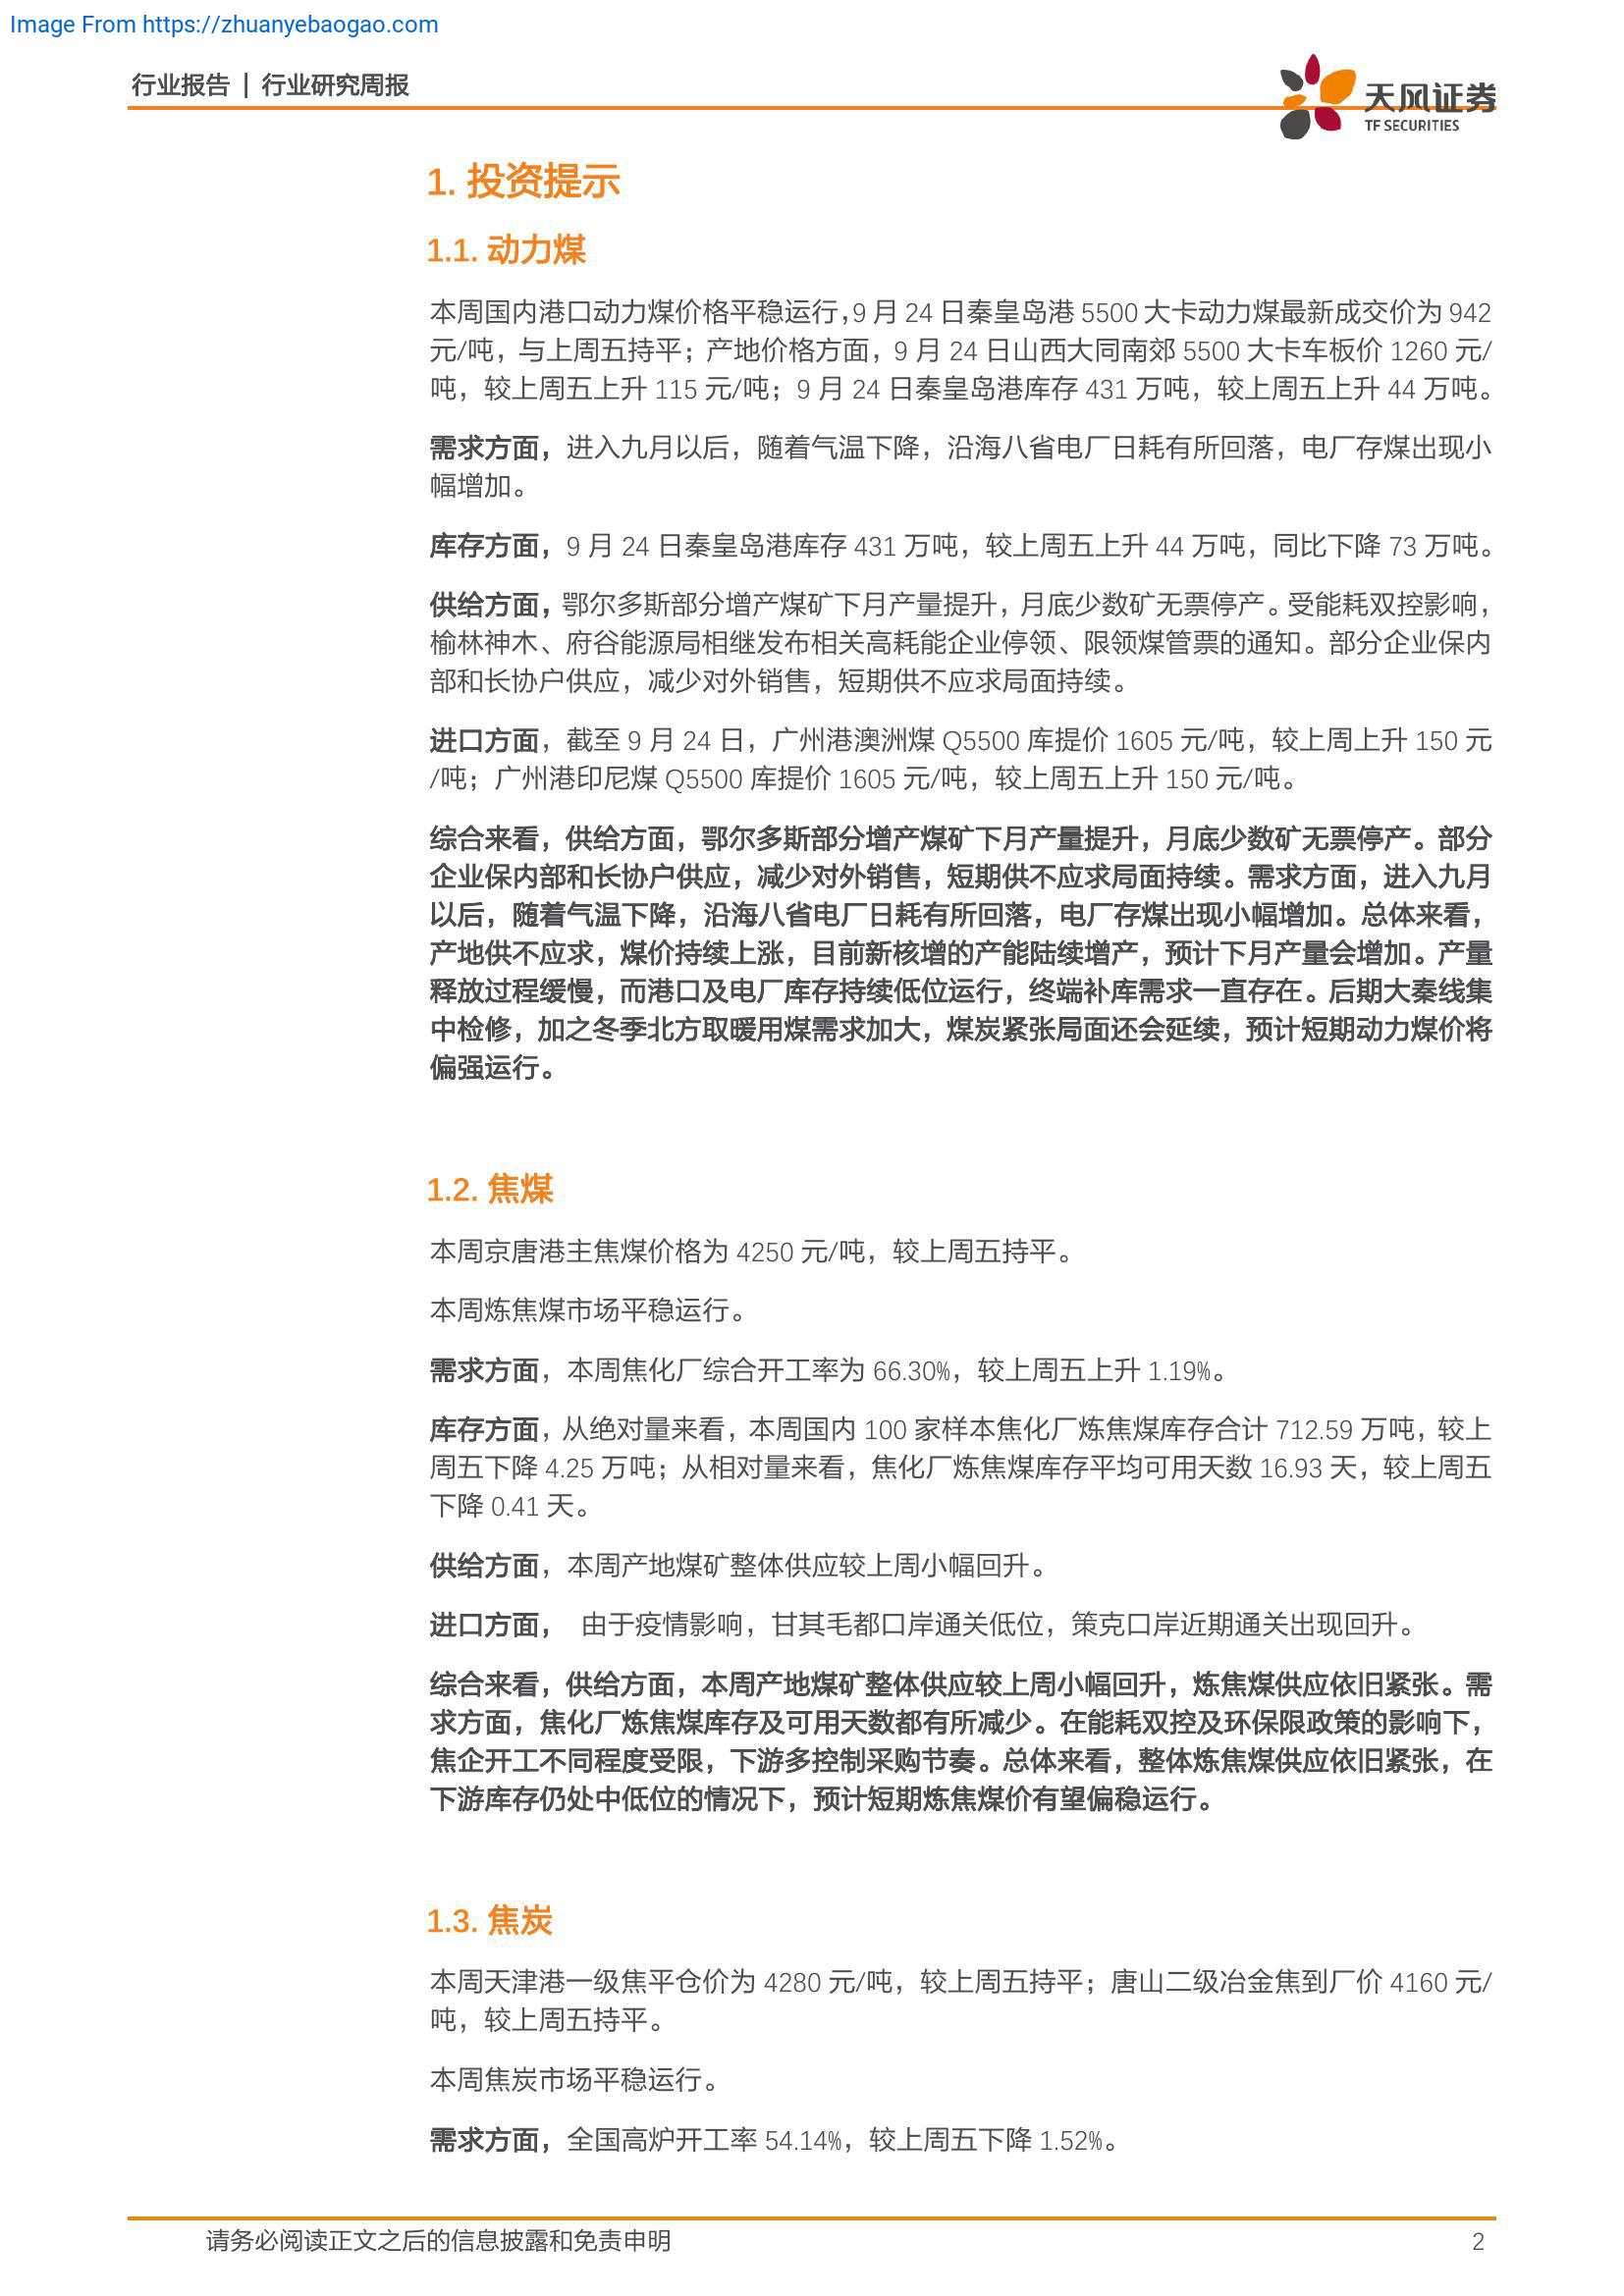 Image From https://zhuanyebaogao.com
行业报告 | 行业研究周报
天风证券
TF SECURITIES
1. 投资提示
1.1. 动力煤
本周国内港口动力煤价格平稳运行，9 月 24 日秦皇岛港 5500 大卡动力煤最新成交价为 942
元/吨，与上周五持平；产地价格方面，9 月 24 日山西大同南郊 5500 大卡车板价 1260 元/
吨，较上周五上升 115 元/吨；9 月 24 日秦皇岛港库存 431 万吨，较上周五上升 44 万吨。
需求方面，进入九月以后，随着气温下降，沿海八省电厂日耗有所回落，电厂存煤出现小
幅增加。
库存方面，9 月 24 日秦皇岛港库存 431 万吨，较上周五上升 44 万吨，同比下降 73 万吨。
供给方面，鄂尔多斯部分增产煤矿下月产量提升，月底少数矿无票停产。受能耗双控影响，
榆林神木、府谷能源局相继发布相关高耗能企业停领、限领煤管票的通知。部分企业保内
部和长协户供应，减少对外销售，短期供不应求局面持续。
进口方面，截至 9 月 24 日，广州港澳洲煤 Q5500 库提价 1605 元/吨，较上周上升 150 元
/吨；广州港印尼煤 Q5500 库提价 1605 元/吨，较上周五上升 150 元/吨。
综合来看，供给方面，鄂尔多斯部分增产煤矿下月产量提升，月底少数矿无票停产。部分
企业保内部和长协户供应，减少对外销售，短期供不应求局面持续。需求方面，进入九月
以后，随着气温下降，沿海八省电厂日耗有所回落，电厂存煤出现小幅增加。总体来看，
产地供不应求，煤价持续上涨，目前新核增的产能陆续增产，预计下月产量会增加。产量
释放过程缓慢，而港口及电厂库存持续低位运行，终端补库需求一直存在。后期大秦线集
中检修，加之冬季北方取暖用煤需求加大，煤炭紧张局面还会延续，预计短期动力煤价将
偏强运行。
1.2. 焦煤
本周京唐港主焦煤价格为 4250 元/吨，较上周五持平。
本周炼焦煤市场平稳运行。
需求方面，本周焦化厂综合开工率为 66.30%，较上周五上升 1.19%。
库存方面，从绝对量来看，本周国内 100 家样本焦化厂炼焦煤库存合计 712.59 万吨，较上
周五下降 4.25 万吨；从相对量来看，焦化厂炼焦煤库存平均可用天数 16.93 天，较上周五
下降 0.41 天。
供给方面，本周产地煤矿整体供应较上周小幅回升。
进口方面， 由于疫情影响，甘其毛都口岸通关低位，策克口岸近期通关出现回升。
综合来看，供给方面，本周产地煤矿整体供应较上周小幅回升，炼焦煤供应依旧紧张。需
求方面，焦化厂炼焦煤库存及可用天数都有所减少。在能耗双控及环保限政策的影响下，
焦企开工不同程度受限，下游多控制采购节奏。总体来看，整体炼焦煤供应依旧紧张，在
下游库存仍处中低位的情况下，预计短期炼焦煤价有望偏稳运行。
1.3. 焦炭
本周天津港一级焦平仓价为 4280 元/吨，较上周五持平；唐山二级冶金焦到厂价 4160 元/
吨，较上周五持平。
本周焦炭市场平稳运行。
需求方面，全国高炉开工率 54.14%，较上周五下降 1.52%。
请务必阅读正文之后的信息披露和免责申明
2